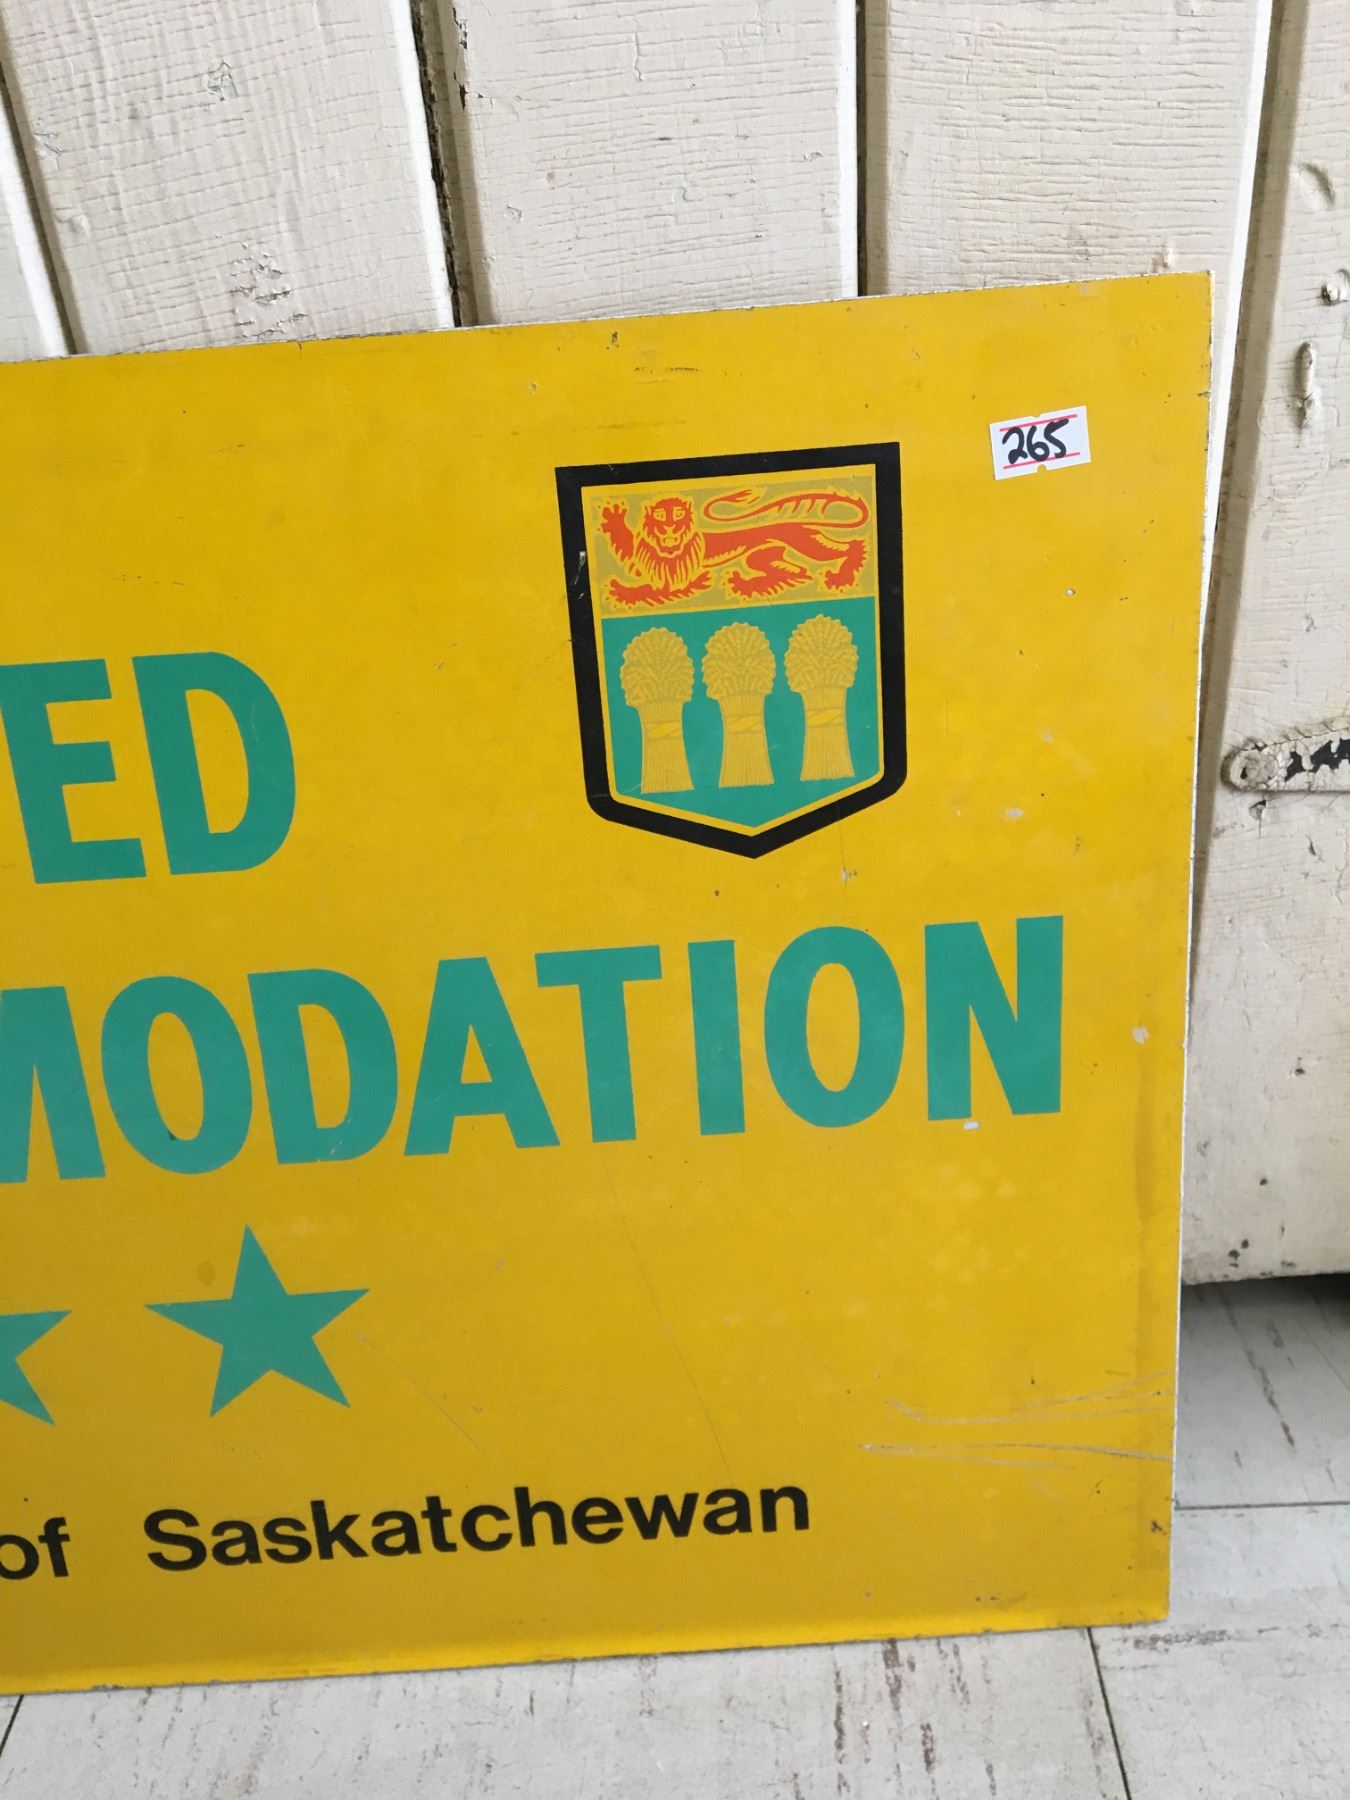 265
ED
MODATION
of Saskatchewan